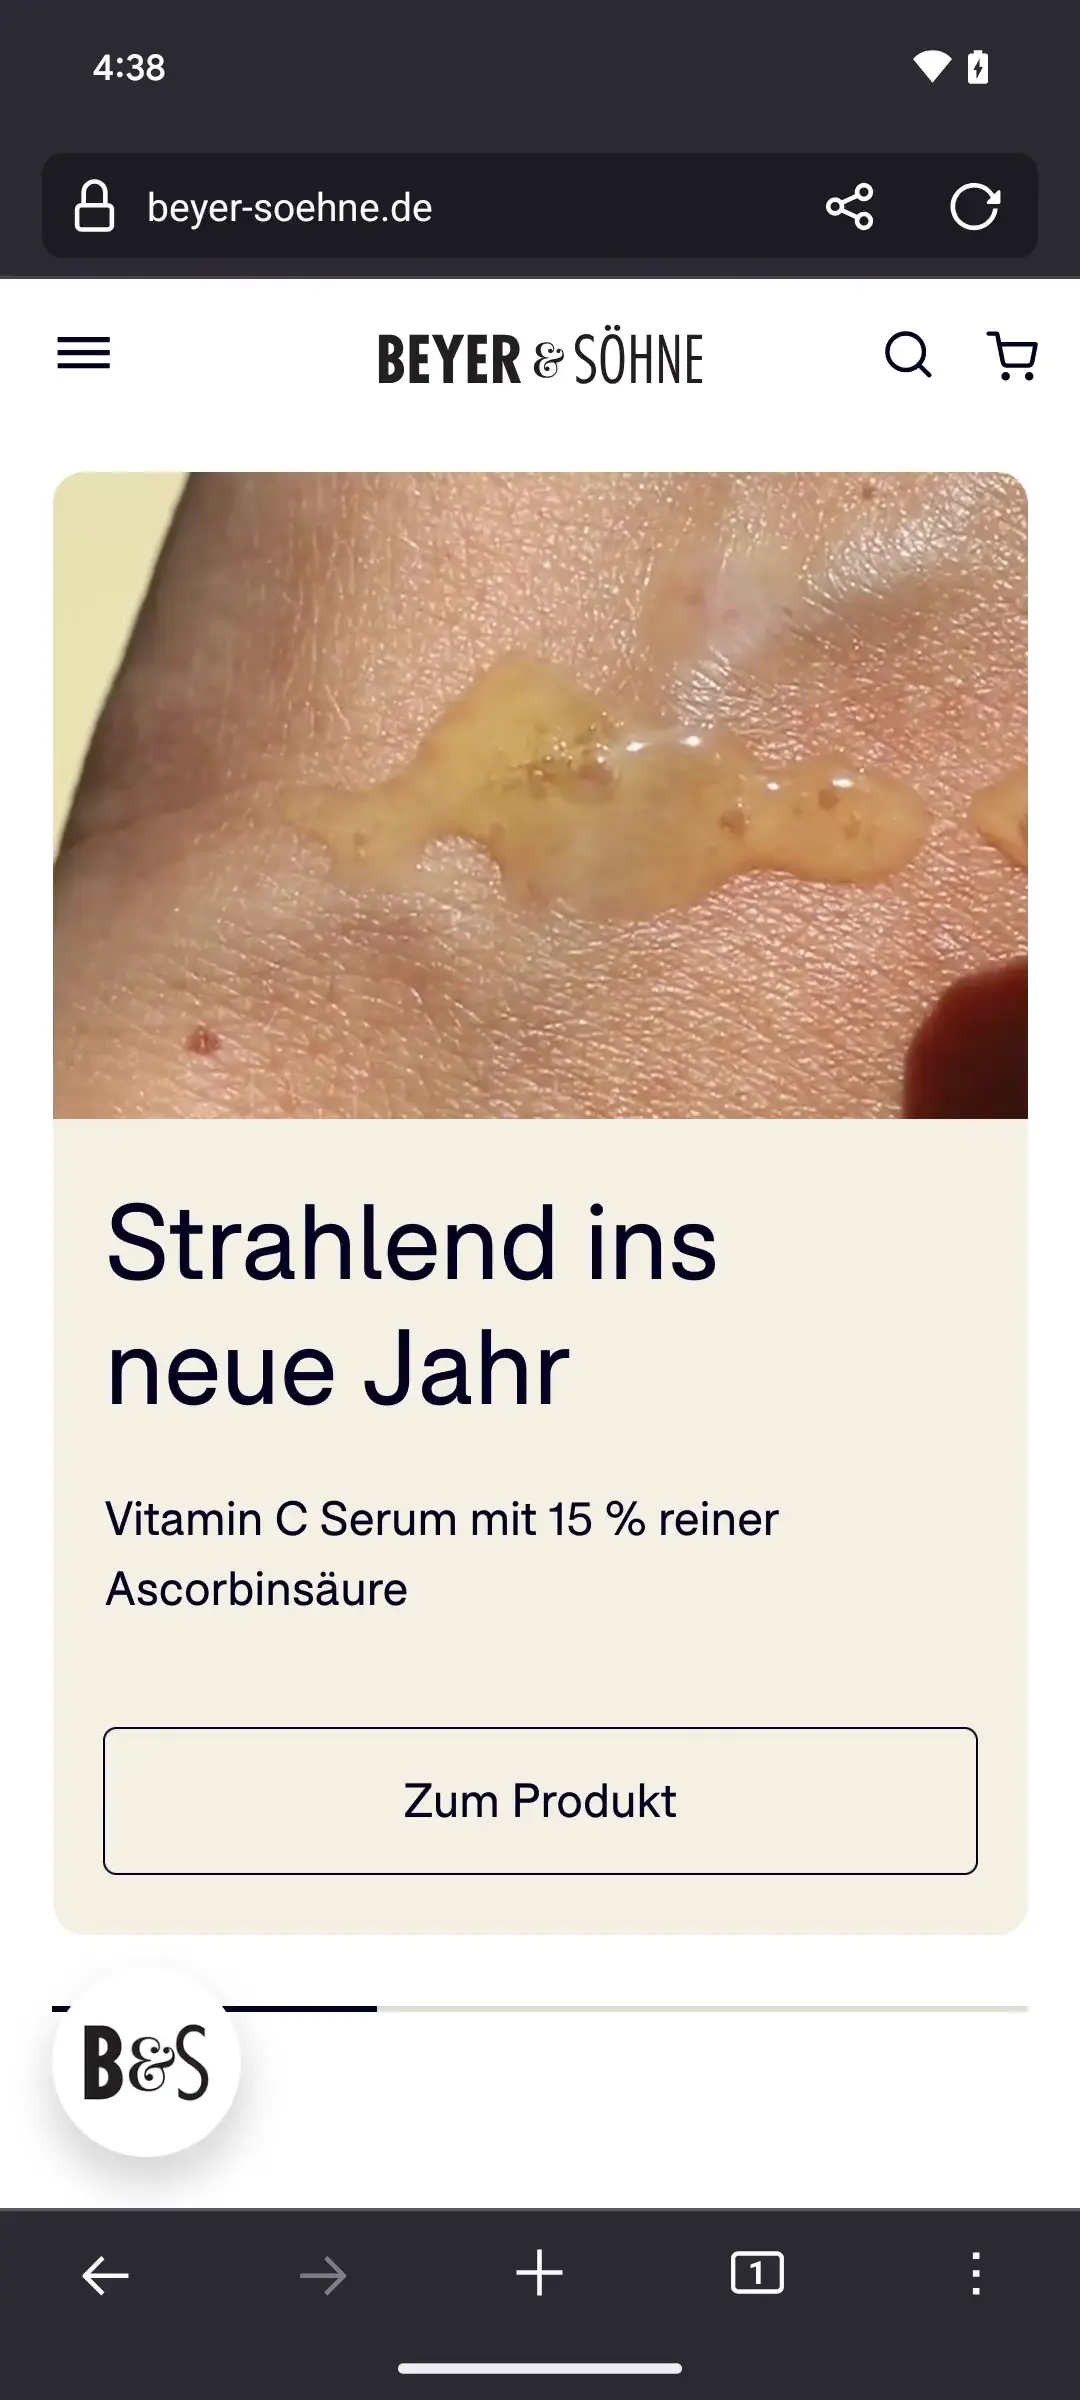 4:38
beyer-soehne.de
BEYER & SÖHNE
Strahlend ins
neue Jahr
Vitamin C Serum mit 15 % reiner
Ascorbinsäure
Zum Produkt
B&S
1